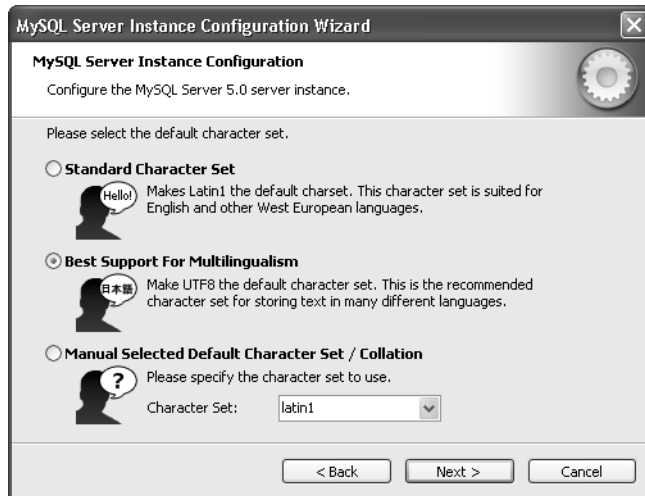 MySQL Server Instance Configuration Wizard
MySQL Server Instance Configuration
Configure the MySQL Server 5.0 server instance.
Please select the default character set.
Standard Character Set
Hello!
Makes Latin1 the default charset. This character set is suited for
English and other West European languages.
Best Support For Multilingualism
日本語
Make UTF8 the default character set. This is the recommended
character set for storing text in many different languages.
Manual Selected Default Character Set / Collation
?
Please specify the character set to use.
Character Set: latin1
< Back Next > Cancel